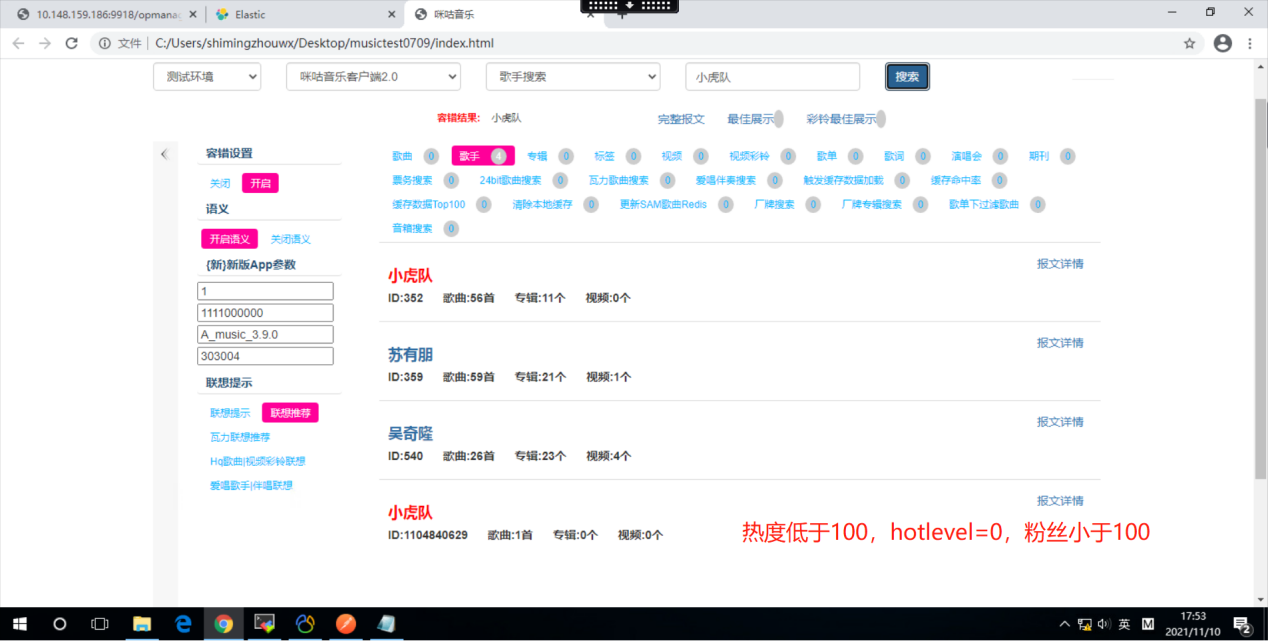 10.148.159.186:9918/opmana
Elastic
咪咕音乐
文件 C:/Users/shimingzhouwx/Desktop/musictest0709/index.html
测试环境 咪咕音乐客户端2.0 歌手搜索 小虎队 搜索
容错结果: 小虎队 完整报文 最佳展示 彩铃最佳展示
容错设置
关闭 开启
语义
开启语义 关闭语义
{新}新版App参数
1
1111000000
A_music_3.9.0
303004
联想提示
联想提示 联想推荐
瓦力联想推荐
Hq歌曲|视频彩铃联想
爱唱歌手|伴唱联想
歌曲 0 歌手 4 专辑 0 标签 0 视频 0 视频彩铃 0 歌单 0 歌词 0 演唱会 0 期刊 0
票务搜索 0 24bit歌曲搜索 0 瓦力歌曲搜索 0 爱唱伴奏搜索 0 触发缓存数据加载 0 缓存命中率 0
缓存数据Top100 0 清除本地缓存 0 更新SAM歌曲Redis 0 厂牌搜索 0 厂牌专辑搜索 0 歌单下过滤歌曲 0
音箱搜索 0
小虎队 报文详情
ID:352 歌曲:56首 专辑:11个 视频:0个
苏有朋 报文详情
ID:359 歌曲:59首 专辑:21个 视频:1个
吴奇隆 报文详情
ID:540 歌曲:26首 专辑:23个 视频:4个
小虎队 报文详情
ID:1104840629 歌曲:1首 专辑:0个 视频:0个
热度低于100，hotlevel=0，粉丝小于100
英 M 17:53
2021/11/10
2